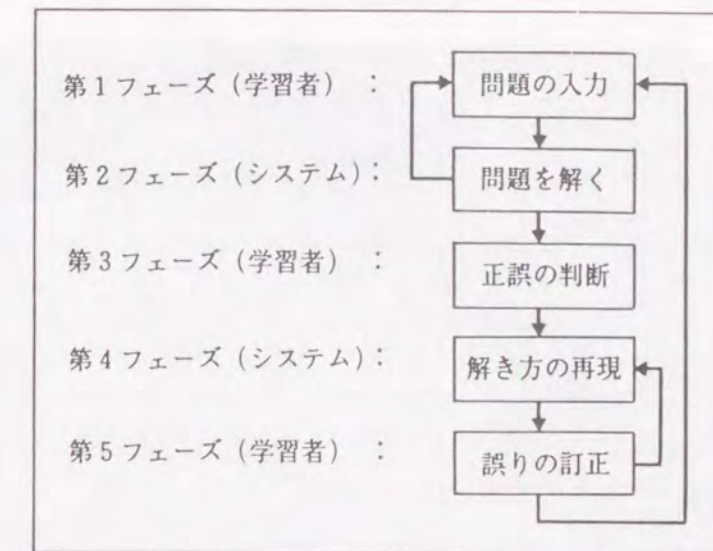 第1フェーズ（学習者）　： 問題の入力
第2フェーズ（システム）： 問題を解く
第3フェーズ（学習者）　： 正誤の判断
第4フェーズ（システム）： 解き方の再現
第5フェーズ（学習者）　： 誤りの訂正